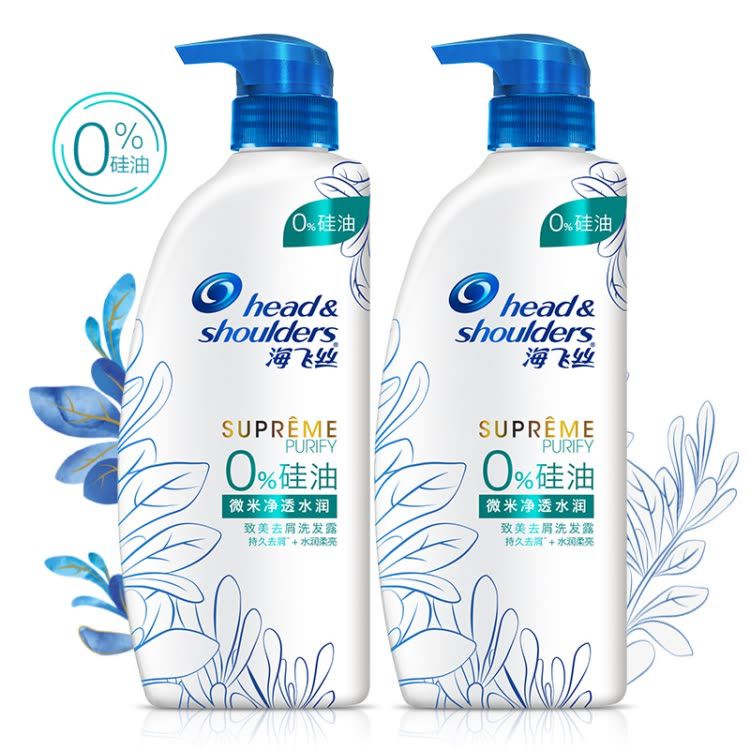 0%
硅油
0%硅油
head &
shoulders®
海飞丝
SUPRÊME
PURIFY
0%硅油
微米净透水润
致美去屑洗发露
持久去屑*+水润柔亮
0%硅油
head &
shoulders®
海飞丝
SUPRÊME
PURIFY
0%硅油
微米净透水润
致美去屑洗发露
持久去屑*+水润柔亮